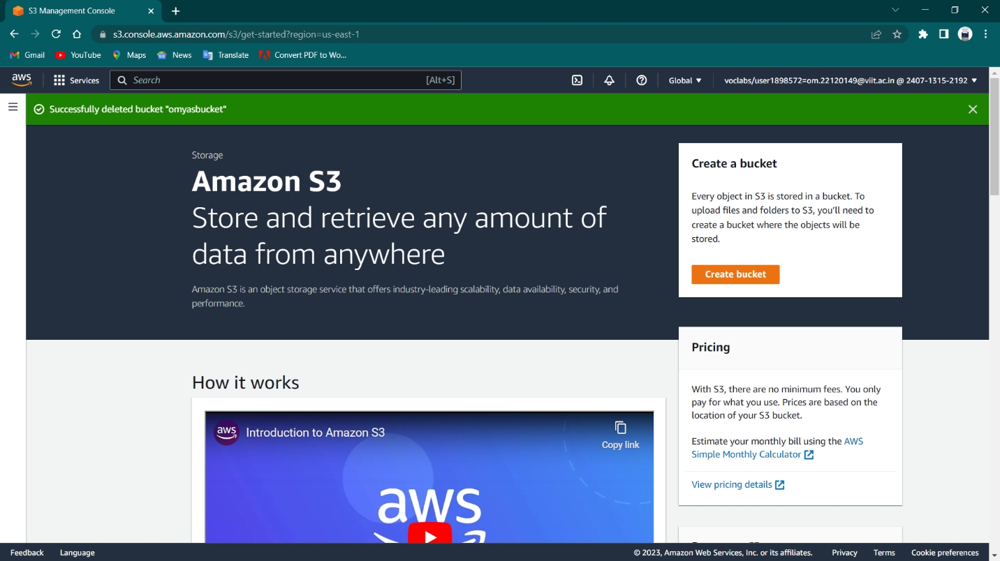 S3 Management Console
s3.console.aws.amazon.com/s3/get-started?region=us-east-1
Gmail YouTube Maps News Translate Convert PDF to Wo...
aws Services Search [Alt+S] Global voclabs/user1898572=om.22120149@viit.ac.in @ 2407-1315-2192
Successfully deleted bucket "omyasbucket"
Storage
Amazon S3
Store and retrieve any amount of
data from anywhere
Amazon S3 is an object storage service that offers industry-leading scalability, data availability, security, and
performance.
Create a bucket
Every object in S3 is stored in a bucket. To
upload files and folders to S3, you'll need to
create a bucket where the objects will be
stored.
Create bucket
Pricing
With S3, there are no minimum fees. You only
pay for what you use. Prices are based on the
location of your S3 bucket.
Estimate your monthly bill using the AWS
Simple Monthly Calculator
View pricing details
How it works
aws Introduction to Amazon S3
Copy link
aws
Feedback Language © 2023, Amazon Web Services, Inc. or its affiliates. Privacy Terms Cookie preferences